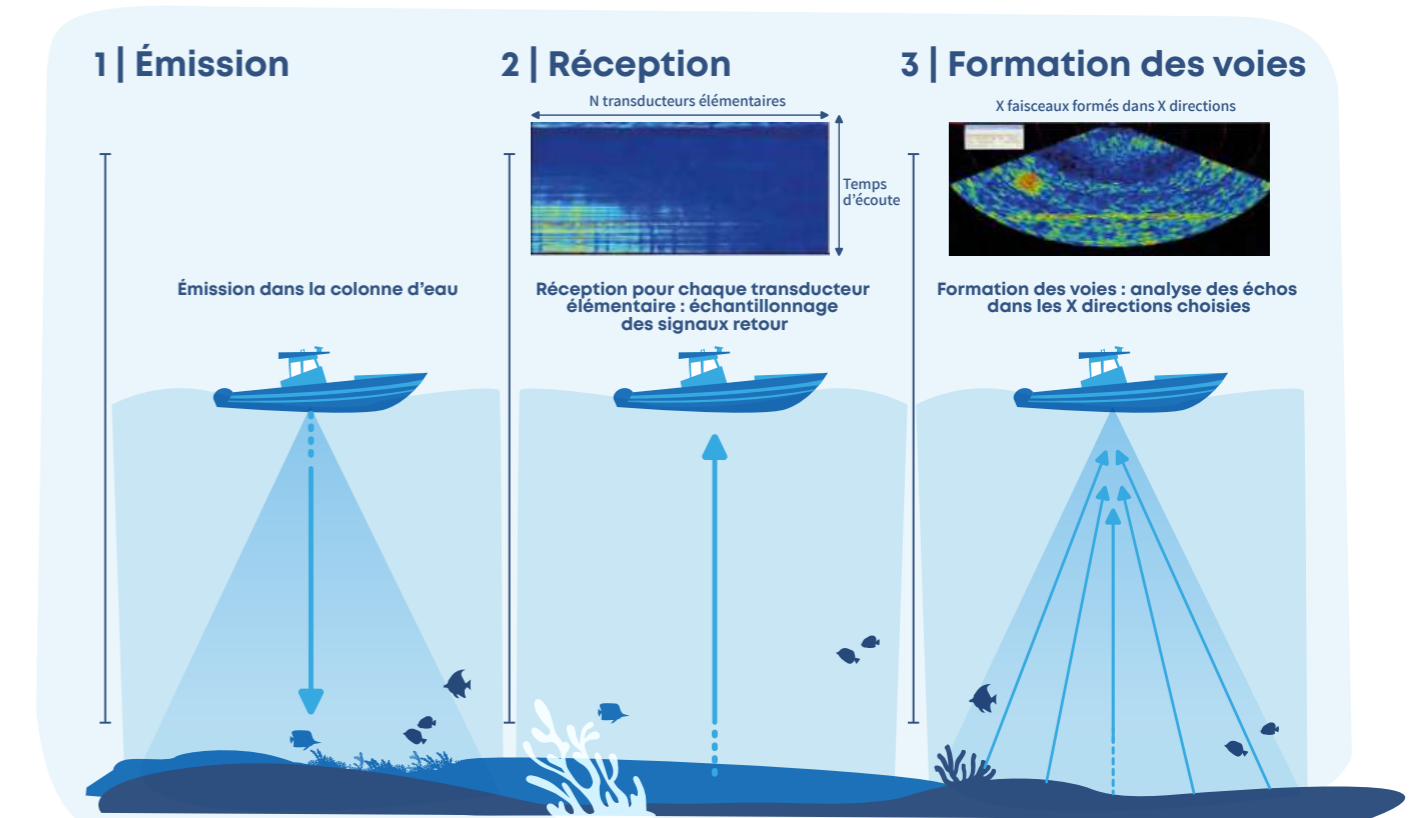 1 | Émission
2 | Réception
3 | Formation des voies
N transducteurs élémentaires
X faisceaux formés dans X directions
Temps
d'écoute
Émission dans la colonne d'eau
Réception pour chaque transducteur
élémentaire : échantillonnage
des signaux retour
Formation des voies : analyse des échos
dans les X directions choisies